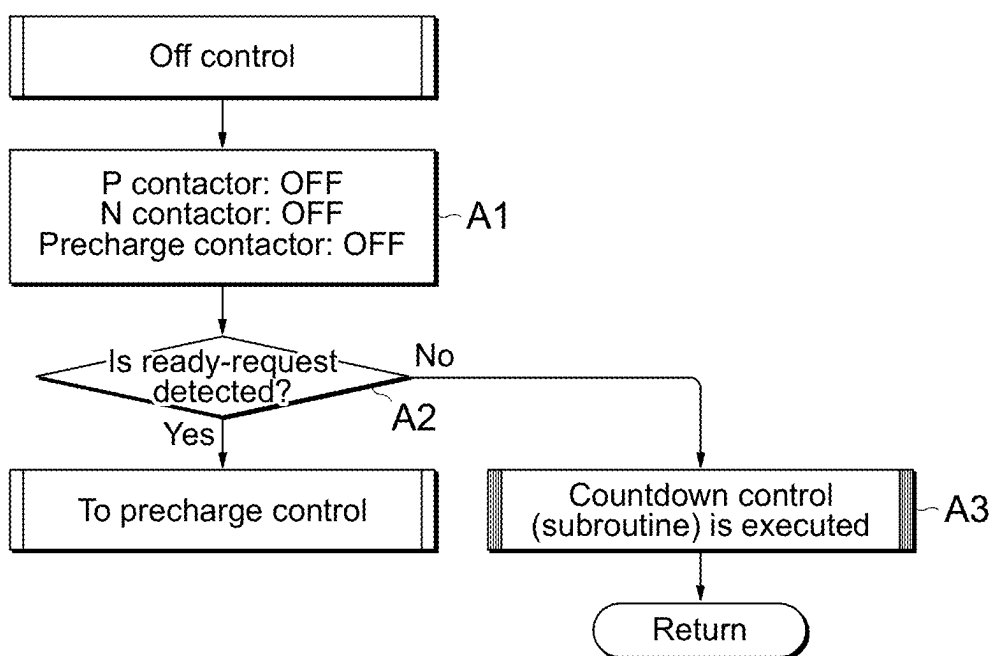 Off control
P contactor: OFF
N contactor: OFF
Precharge contactor: OFF
A1
Is ready-request
detected?
No
A2
Yes
To precharge control
Countdown control
(subroutine) is executed
A3
Return